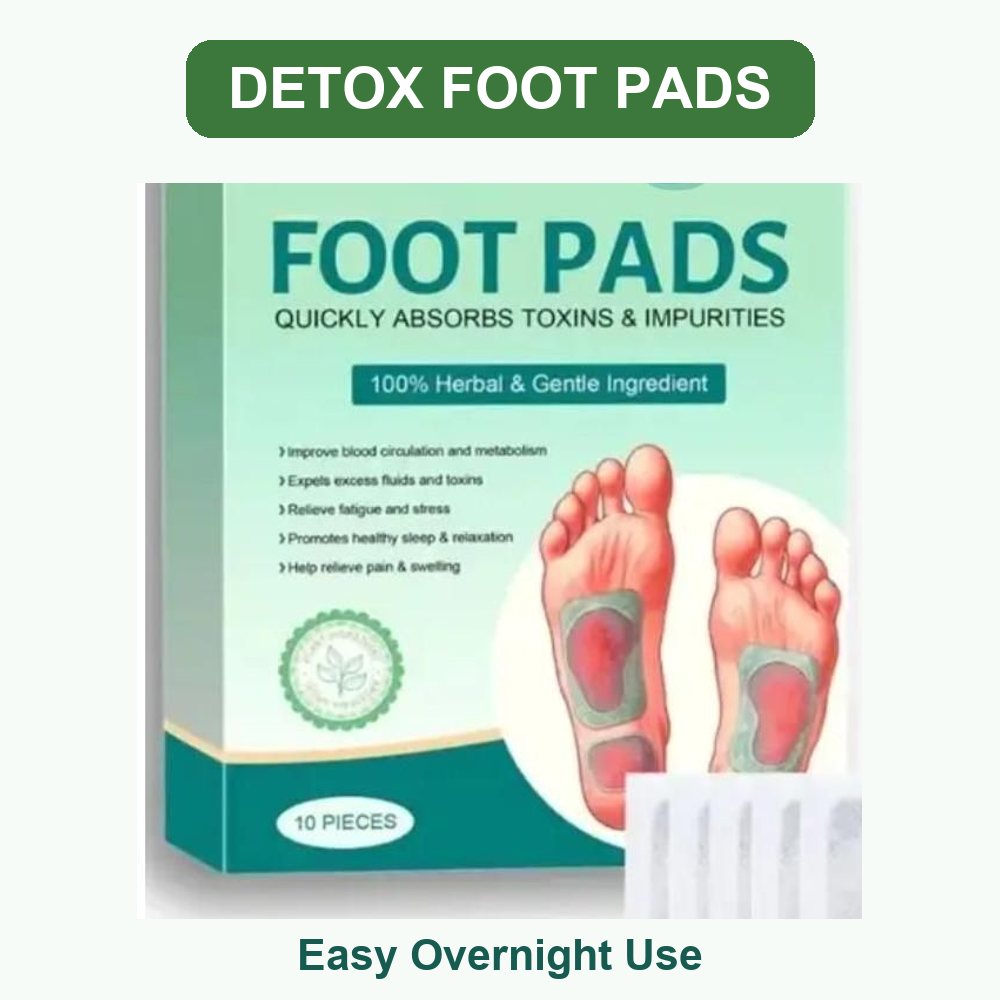 DETOX FOOT PADS
FOOT PADS
QUICKLY ABSORBS TOXINS & IMPURITIES
100% Herbal & Gentle Ingredient
› Improve blood circulation and metabolism
› Expels excess fluids and toxins
› Relieve fatigue and stress
› Promotes healthy sleep & relaxation
› Help relieve pain & swelling
10 PIECES
Easy Overnight Use